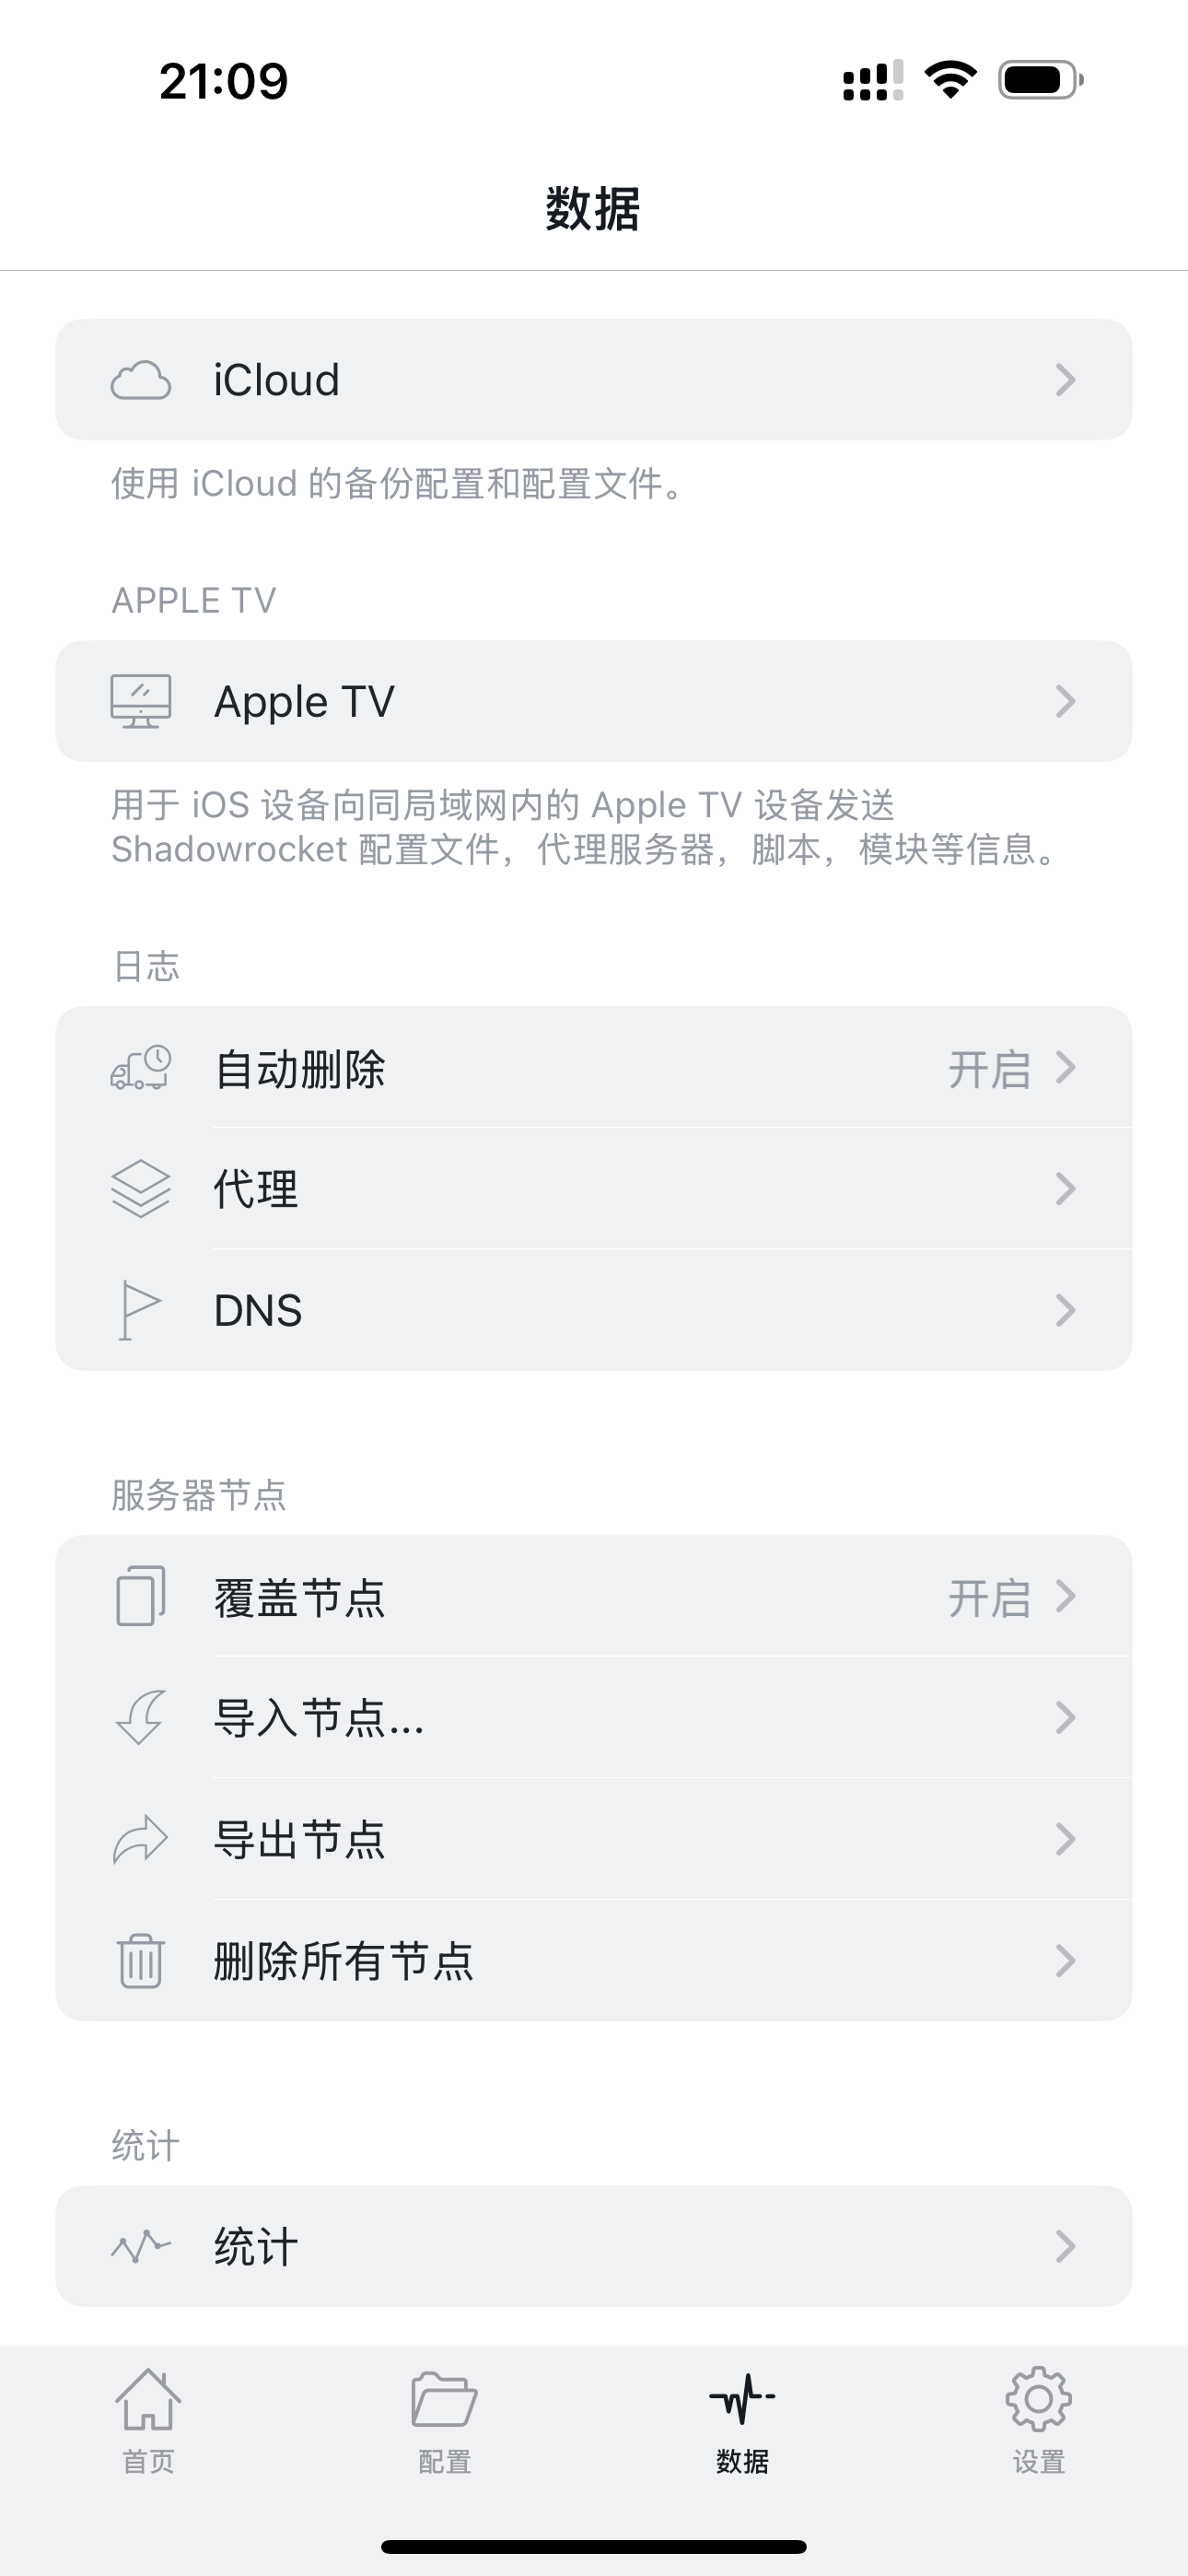 21:09
数据
iCloud
使用 iCloud 的备份配置和配置文件。
APPLE TV
Apple TV
用于 iOS 设备向同局域网内的 Apple TV 设备发送
Shadowrocket 配置文件，代理服务器，脚本，模块等信息。
日志
自动删除 开启
代理
DNS
服务器节点
覆盖节点 开启
导入节点...
导出节点
删除所有节点
统计
统计
首页 配置 数据 设置